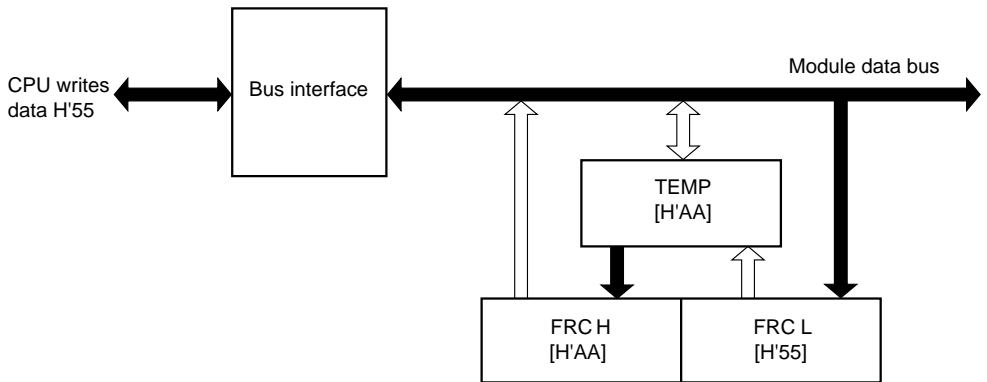 CPU writes
data H'55
Bus interface
Module data bus
TEMP
[H'AA]
FRC H
[H'AA]
FRC L
[H'55]